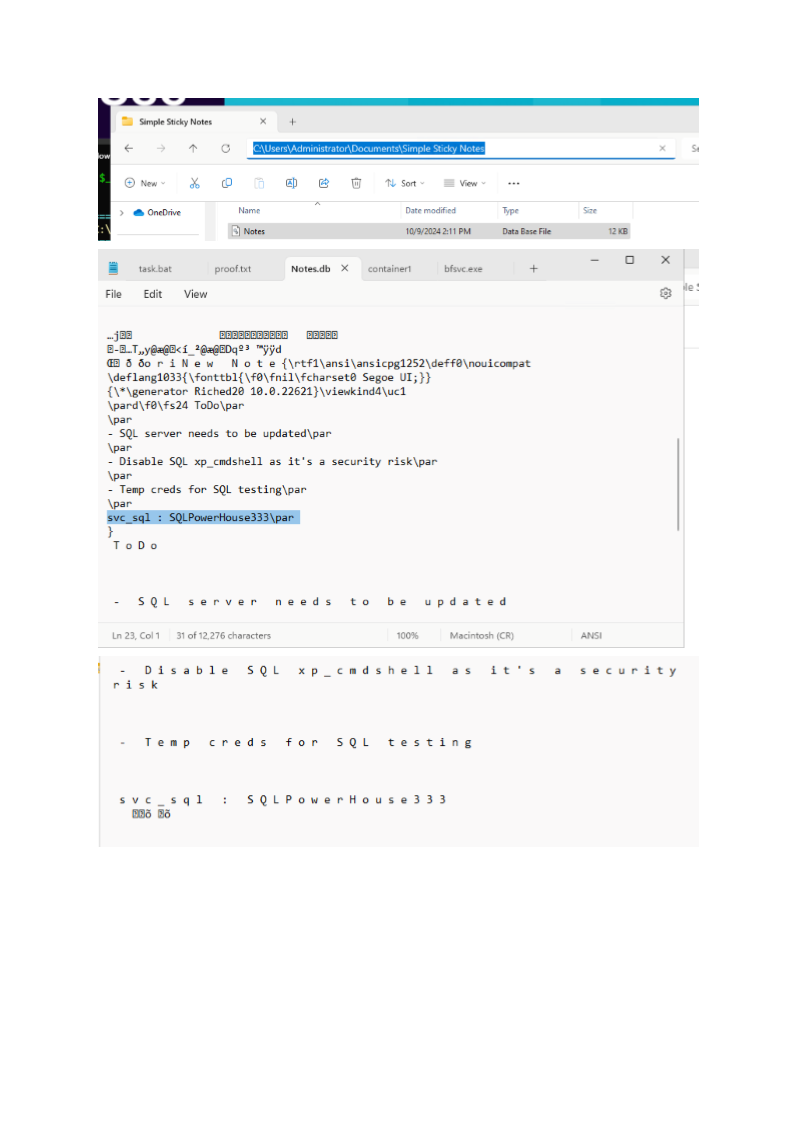 Simple Sticky Notes
C:\Users\Administrator\Documents\Simple Sticky Notes
New Sort View
OneDrive
Name Date modified Type Size
Notes 10/9/2024 2:11 PM Data Base File 12 KB
task.bat proof.txt Notes.db container1 bfsvc.exe
File Edit View
r i N e w   N o t e {\rtf1\ansi\ansicpg1252\deff0\nouicompat
\deflang1033{\fonttbl{\f0\fnil\fcharset0 Segoe UI;}}
{\*\generator Riched20 10.0.22621}\viewkind4\uc1
\pard\f0\fs24 ToDo\par
\par
- SQL server needs to be updated\par
\par
- Disable SQL xp_cmdshell as it's a security risk\par
\par
- Temp creds for SQL testing\par
\par
svc_sql : SQLPowerHouse333\par
}
T o D o
-   S Q L   s e r v e r   n e e d s   t o   b e   u p d a t e d
Ln 23, Col 1 31 of 12,276 characters 100% Macintosh (CR) ANSI
-   D i s a b l e   S Q L   x p _ c m d s h e l l   a s   i t ' s   a   s e c u r i t y
r i s k
-   T e m p   c r e d s   f o r   S Q L   t e s t i n g
s v c _ s q l   :   S Q L P o w e r H o u s e 3 3 3